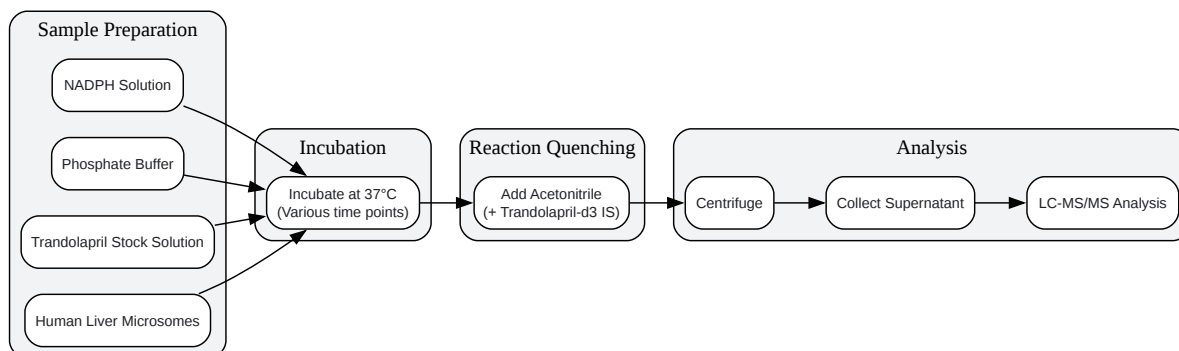 Sample Preparation
NADPH Solution
Phosphate Buffer
Trandolapril Stock Solution
Human Liver Microsomes
Incubation
Incubate at 37°C
(Various time points)
Reaction Quenching
Add Acetonitrile
(+ Trandolapril-d3 IS)
Analysis
Centrifuge
Collect Supernatant
LC-MS/MS Analysis